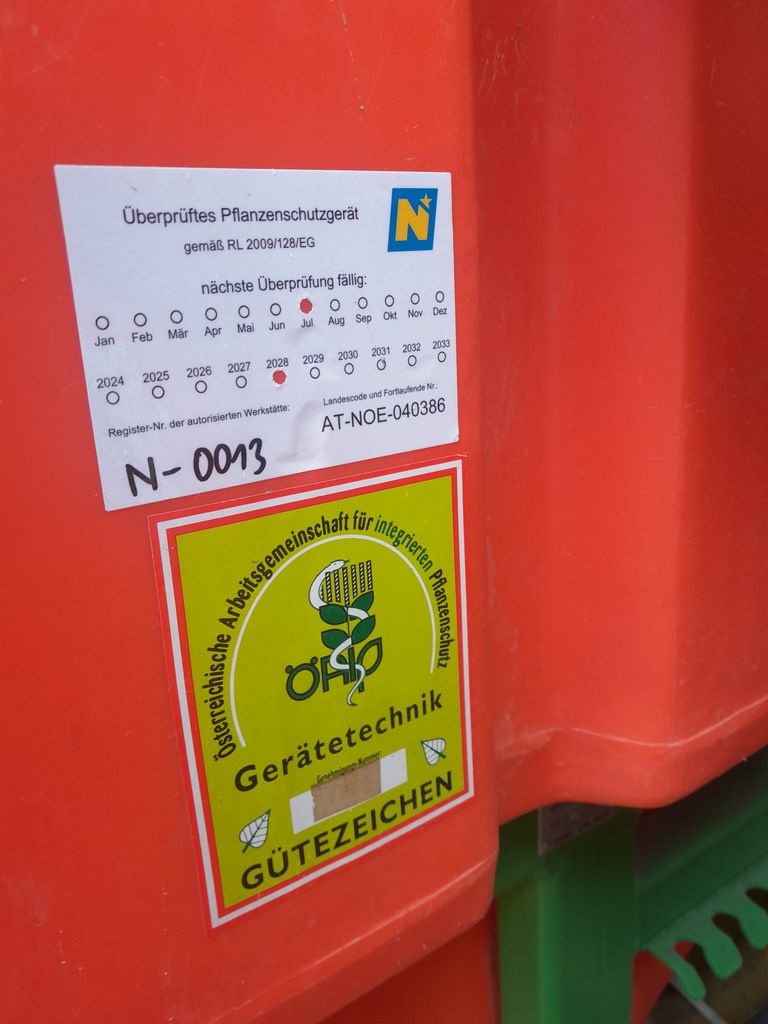 Überprüftes Pflanzenschutzgerät
gemäß RL 2009/128/EG
N
nächste Überprüfung fällig:
Jan Feb Mär Apr Mai Jun Jul Aug Sep Okt Nov Dez
2024 2025 2026 2027 2028 2029 2030 2031 2032 2033
Register-Nr. der autorisierten Werkstätte:
Landescode und Fortlaufende Nr.:
N-0013
AT-NOE-040386
Österreichische Arbeitsgemeinschaft für integrierten Pflanzenschutz
ÖAIP
Gerätetechnik
Genehmigungs-Nummer:
GÜTEZEICHEN